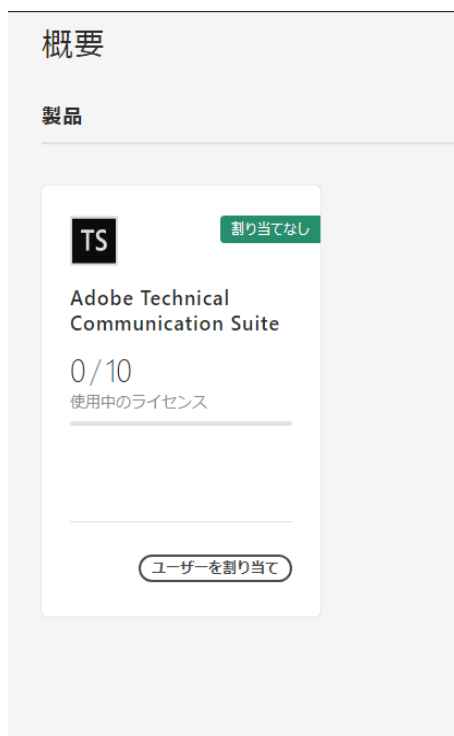 概要
製品
TS
割り当てなし
Adobe Technical
Communication Suite
0/10
使用中のライセンス
ユーザーを割り当て